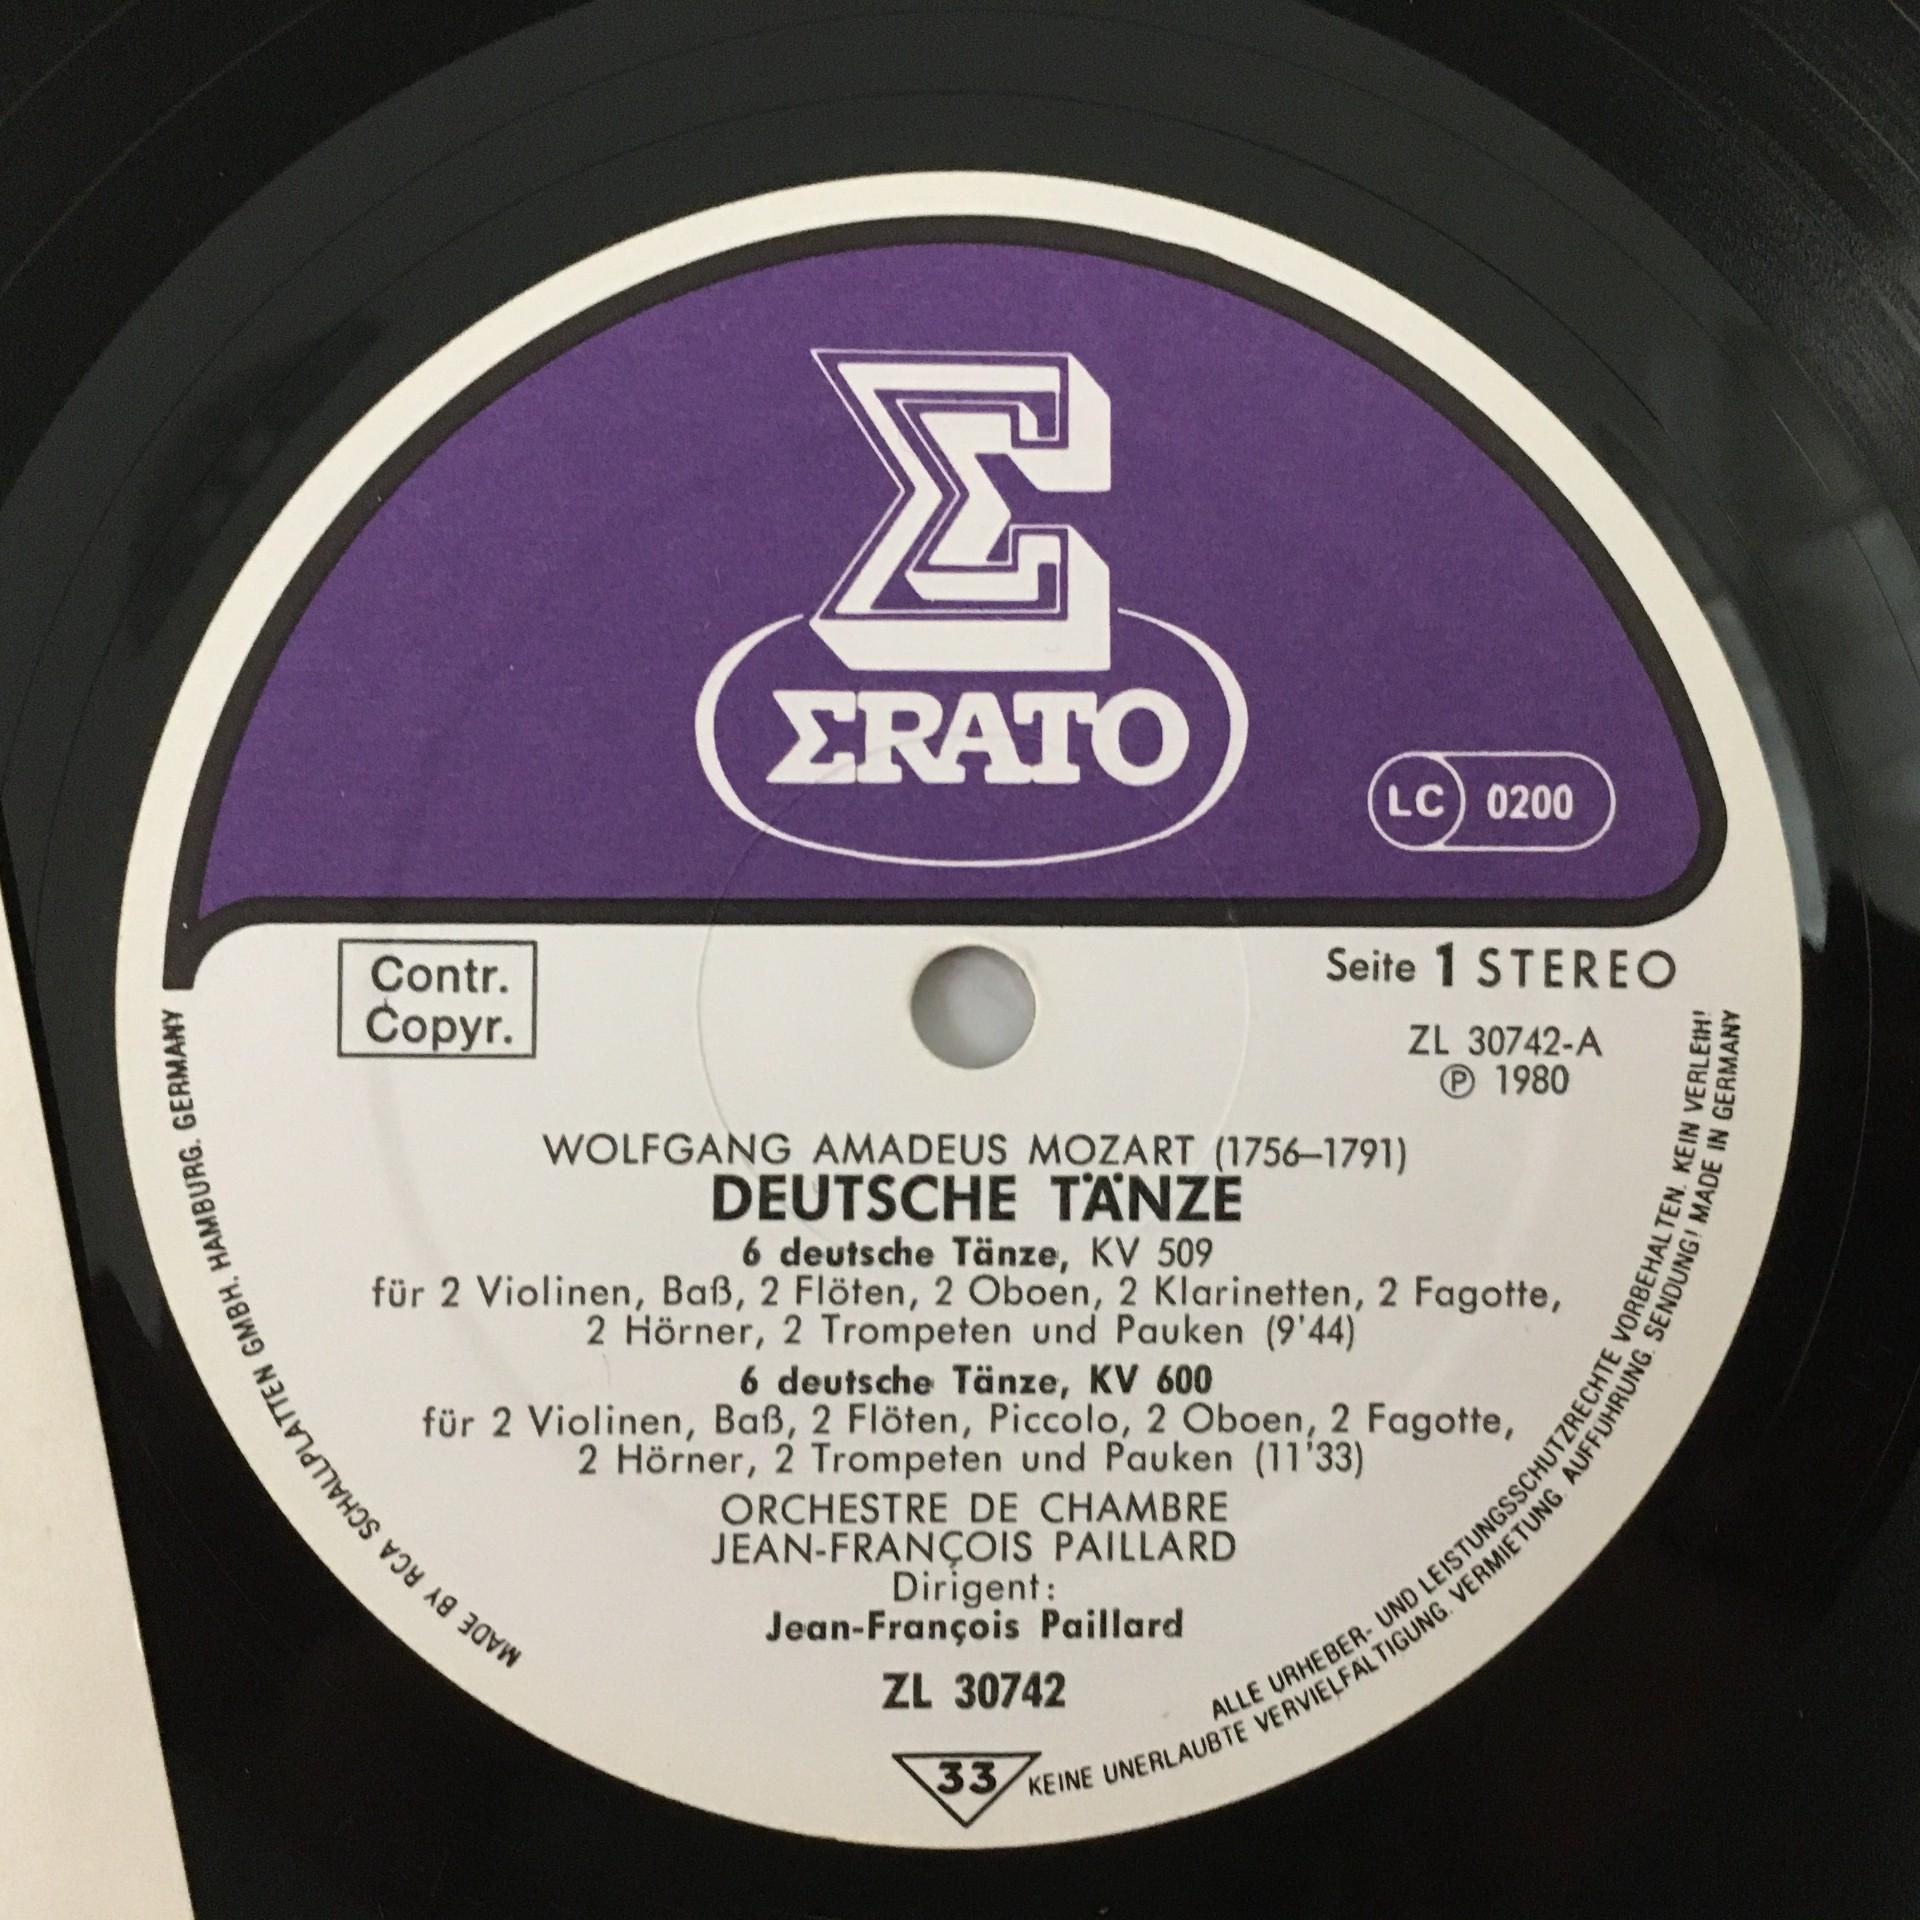 Σ
ΣRATO
LC 0200
Contr.
Copyr.
Seite 1 STEREO
ZL 30742-A
Ⓟ 1980
WOLFGANG AMADEUS MOZART (1756–1791)
DEUTSCHE TÄNZE
6 deutsche Tänze, KV 509
für 2 Violinen, Baß, 2 Flöten, 2 Oboen, 2 Klarinetten, 2 Fagotte,
2 Hörner, 2 Trompeten und Pauken (9'44)
6 deutsche Tänze, KV 600
für 2 Violinen, Baß, 2 Flöten, Piccolo, 2 Oboen, 2 Fagotte,
2 Hörner, 2 Trompeten und Pauken (11'33)
ORCHESTRE DE CHAMBRE
JEAN-FRANÇOIS PAILLARD
Dirigent:
Jean-François Paillard
ZL 30742
33
MADE BY RCA SCHALLPLATTEN GMBH. HAMBURG. GERMANY
ALLE URHEBER- UND LEISTUNGSSCHUTZRECHTE VORBEHALTEN. KEIN VERLEIH!
KEINE UNERLAUBTE VERVIELFÄLTIGUNG. VERMIETUNG. AUFFÜHRUNG. SENDUNG! MADE IN GERMANY